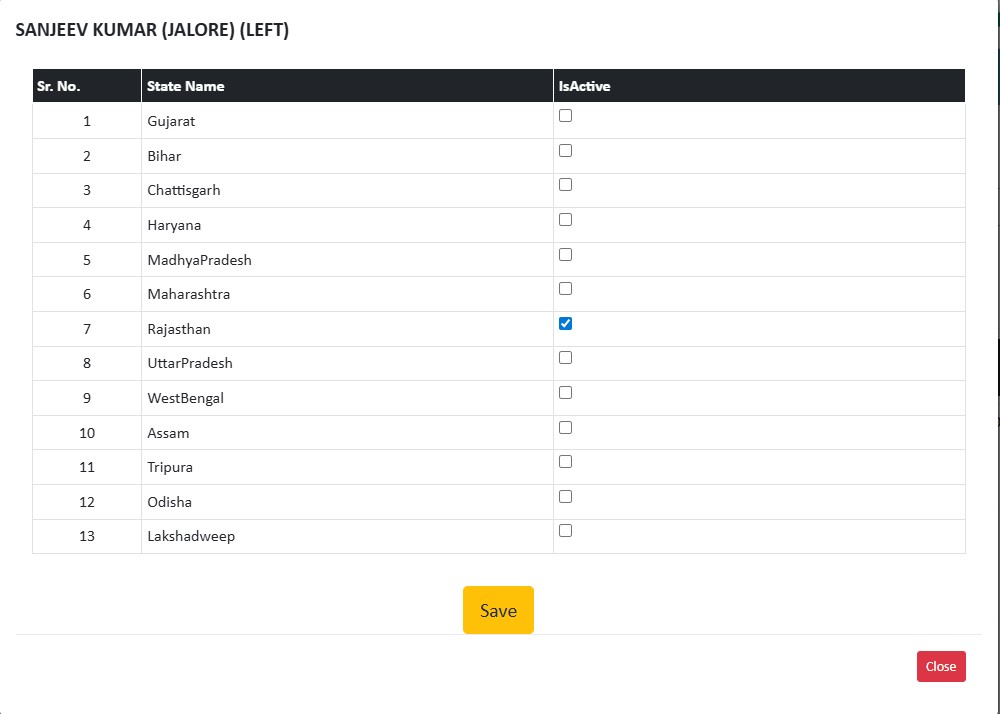 SANJEEV KUMAR (JALORE) (LEFT)
Sr. No. State Name IsActive
1 Gujarat
2 Bihar
3 Chattisgarh
4 Haryana
5 MadhyaPradesh
6 Maharashtra
7 Rajasthan
8 UttarPradesh
9 WestBengal
10 Assam
11 Tripura
12 Odisha
13 Lakshadweep
Save
Close